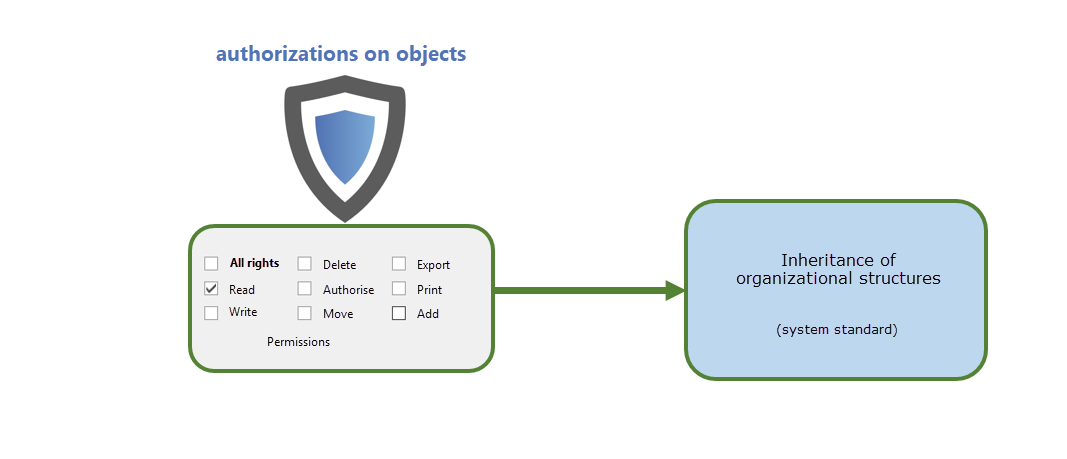 authorizations on objects
All rights
Delete
Export
Read
Authorise
Print
Write
Move
Add
Permissions
Inheritance of
organizational structures
(system standard)